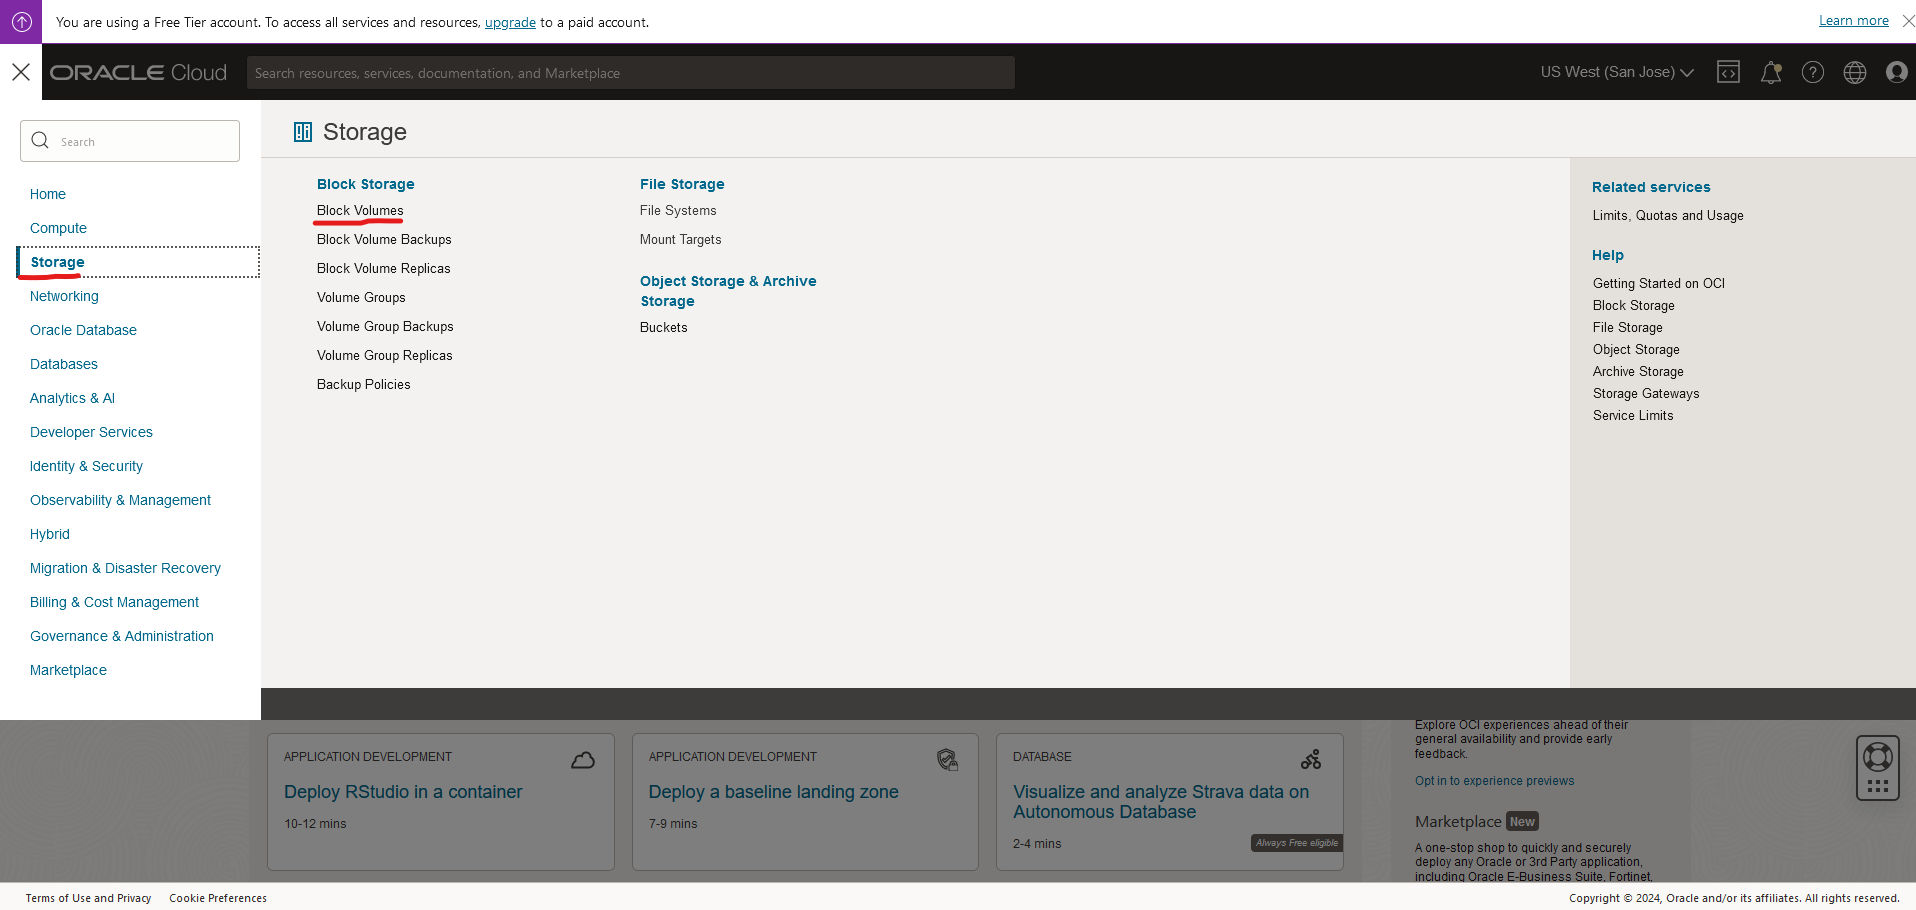 You are using a Free Tier account. To access all services and resources, upgrade to a paid account.
Learn more
ORACLE Cloud
Search resources, services, documentation, and Marketplace
US West (San Jose)
Search
Home
Compute
Storage
Networking
Oracle Database
Databases
Analytics & AI
Developer Services
Identity & Security
Observability & Management
Hybrid
Migration & Disaster Recovery
Billing & Cost Management
Governance & Administration
Marketplace
Storage
Block Storage
Block Volumes
Block Volume Backups
Block Volume Replicas
Volume Groups
Volume Group Backups
Volume Group Replicas
Backup Policies
File Storage
File Systems
Mount Targets
Object Storage & Archive
Storage
Buckets
Related services
Limits, Quotas and Usage
Help
Getting Started on OCI
Block Storage
File Storage
Object Storage
Archive Storage
Storage Gateways
Service Limits
APPLICATION DEVELOPMENT
Deploy RStudio in a container
10-12 mins
APPLICATION DEVELOPMENT
Deploy a baseline landing zone
7-9 mins
DATABASE
Visualize and analyze Strava data on
Autonomous Database
2-4 mins
Always Free eligible
Explore OCI experiences ahead of their
general availability and provide early
feedback.
Opt in to experience previews
Marketplace New
A one-stop shop to quickly and securely
deploy any Oracle or 3rd Party application,
including Oracle E-Business Suite, Fortinet,
Terms of Use and Privacy
Cookie Preferences
Copyright © 2024, Oracle and/or its affiliates. All rights reserved.